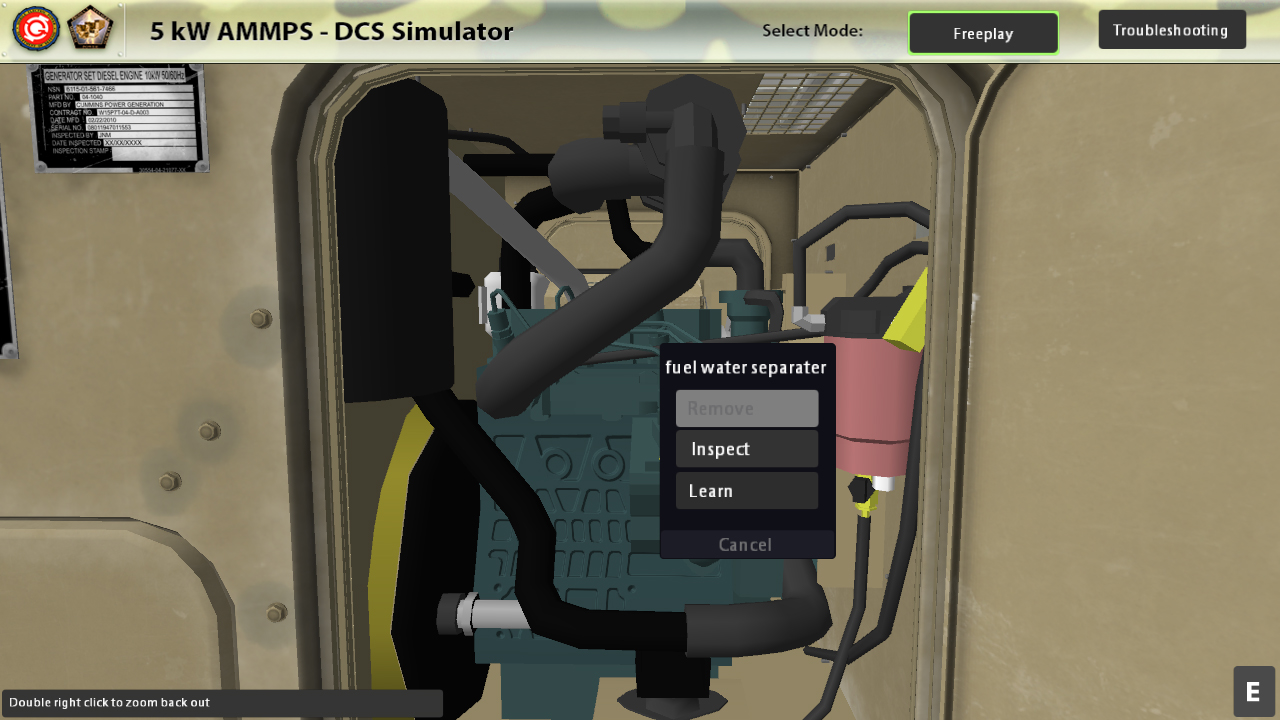 5 kW AMMPS - DCS Simulator
Select Mode:
Freeplay
Troubleshooting
GENERATOR SET DIESEL ENGINE 10kW 50/60Hz
NSN 6115-01-561-7466
PART NO. 04-1040
MFD BY CUMMINS POWER GENERATION
CONTRACT NO. W15P7T-04-D-A003
DATE MFD 02/22/2010
SERIAL NO. 08011947011553
INSPECTED BY JNM
DATE INSPECTED XX/XX/XXXX
INSPECTION STAMP
fuel water separater
Remove
Inspect
Learn
Cancel
Double right click to zoom back out
E